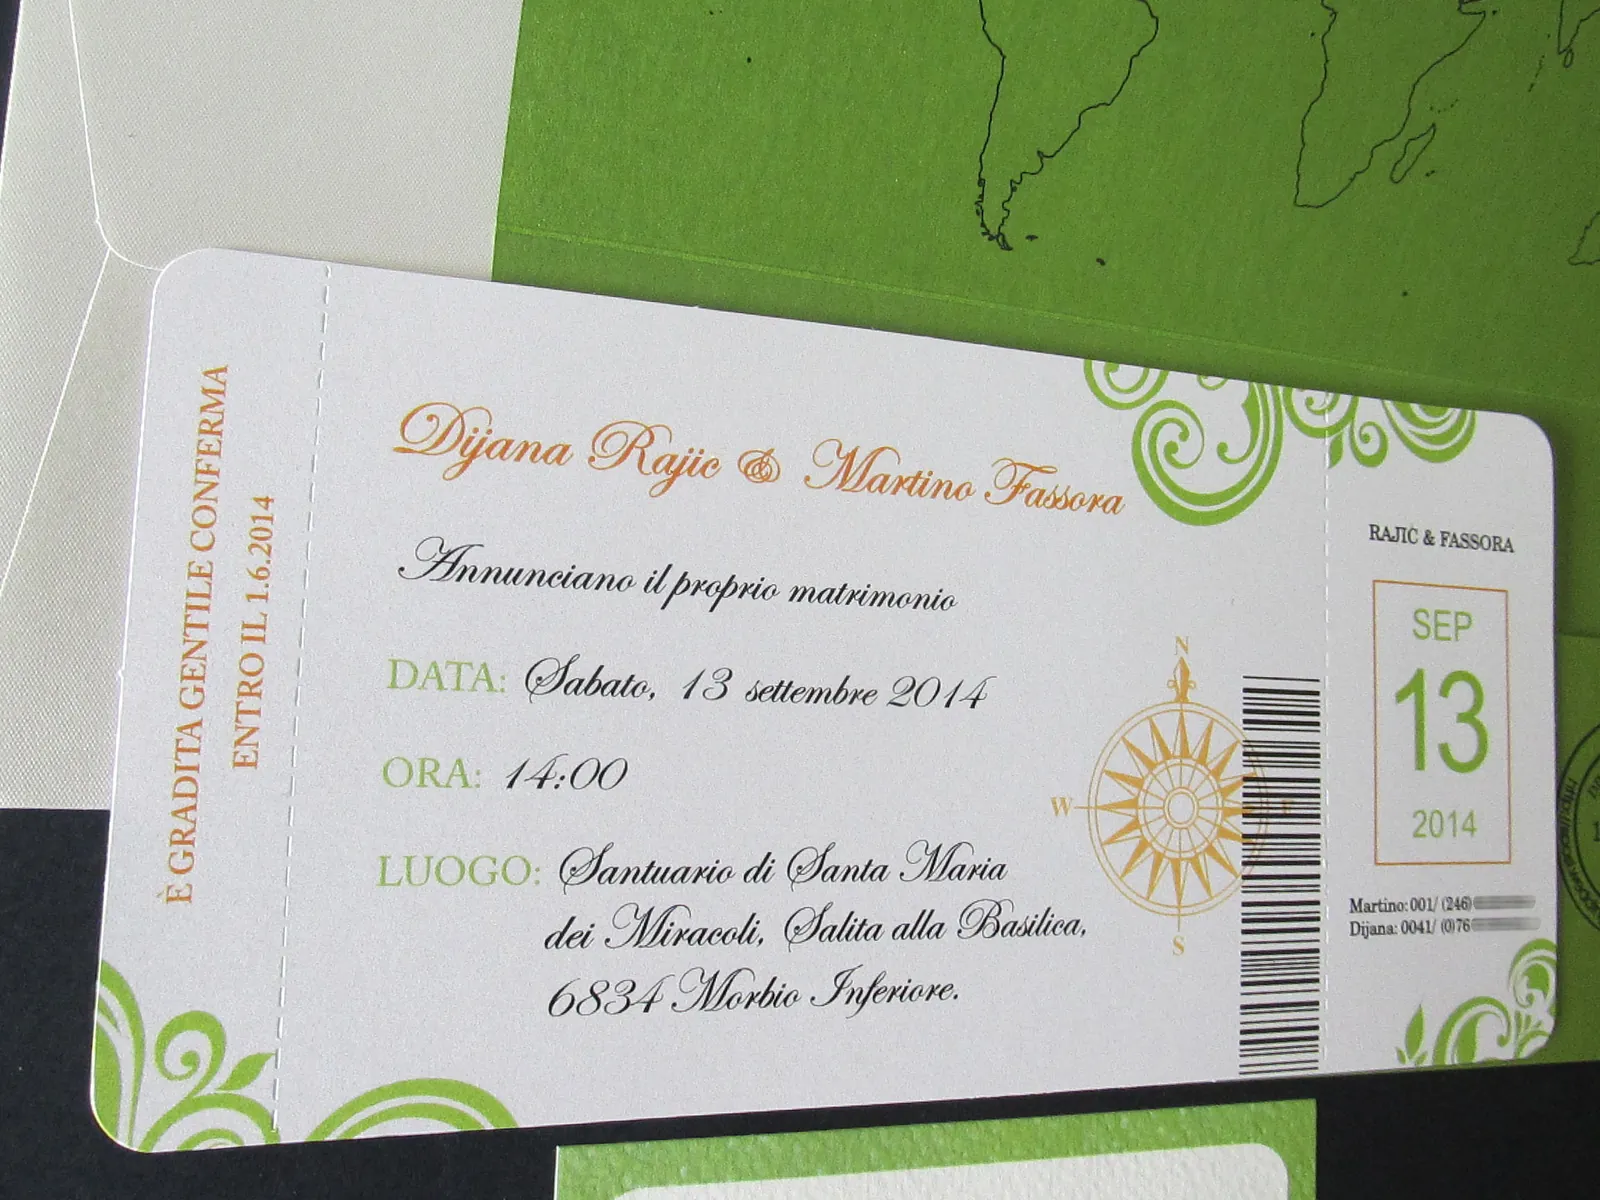 È GRADITA GENTILE CONFERMA
ENTRO IL 1.6.2014
Dijana Rajic & Martino Fassora
Annunciano il proprio matrimonio
DATA: Sabato, 13 settembre 2014
ORA: 14:00
LUOGO: Santuario di Santa Maria
dei Miracoli, Salita alla Basilica,
6834 Morbio Inferiore.
N
W
E
S
RAJIC & FASSORA
SEP
13
2014
Martino: 001/ (246)
Dijana: 0041/ (0)76